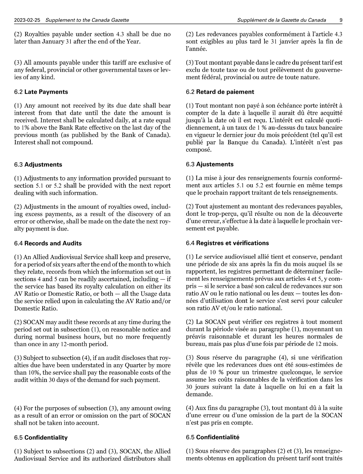 2023-02-25 Supplement to the Canada Gazette
Supplément de la Gazette du Canada 9
(2) Royalties payable under section 4.3 shall be due no
later than January 31 after the end of the Year.
(3) All amounts payable under this tariff are exclusive of
any federal, provincial or other governmental taxes or lev-
ies of any kind.
6.2 Late Payments
(1) Any amount not received by its due date shall bear
interest from that date until the date the amount is
received. Interest shall be calculated daily, at a rate equal
to 1% above the Bank Rate effective on the last day of the
previous month (as published by the Bank of Canada).
Interest shall not compound.
6.3 Adjustments
(1) Adjustments to any information provided pursuant to
section 5.1 or 5.2 shall be provided with the next report
dealing with such information.
(2) Adjustments in the amount of royalties owed, includ-
ing excess payments, as a result of the discovery of an
error or otherwise, shall be made on the date the next roy-
alty payment is due.
6.4 Records and Audits
(1) An Allied Audiovisual Service shall keep and preserve,
for a period of six years after the end of the month to which
they relate, records from which the information set out in
sections 4 and 5 can be readily ascertained, including — if
the service has based its royalty calculation on either its
AV Ratio or Domestic Ratio, or both — all the Usage data
the service relied upon in calculating the AV Ratio and/or
Domestic Ratio.
(2) SOCAN may audit these records at any time during the
period set out in subsection (1), on reasonable notice and
during normal business hours, but no more frequently
than once in any 12-month period.
(3) Subject to subsection (4), if an audit discloses that roy-
alties due have been understated in any Quarter by more
than 10%, the service shall pay the reasonable costs of the
audit within 30 days of the demand for such payment.
(4) For the purposes of subsection (3), any amount owing
as a result of an error or omission on the part of SOCAN
shall not be taken into account.
6.5 Confidentiality
(1) Subject to subsections (2) and (3), SOCAN, the Allied
Audiovisual Service and its authorized distributors shall
(2) Les redevances payables conformément à l'article 4.3
sont exigibles au plus tard le 31 janvier après la fin de
l'année.
(3) Tout montant payable dans le cadre du présent tarif est
exclu de toute taxe ou de tout prélèvement du gouverne-
ment fédéral, provincial ou autre de toute nature.
6.2 Retard de paiement
(1) Tout montant non payé à son échéance porte intérêt à
compter de la date à laquelle il aurait dû être acquitté
jusqu'à la date où il est reçu. L'intérêt est calculé quoti-
diennement, à un taux de 1 % au-dessus du taux bancaire
en vigueur le dernier jour du mois précédent (tel qu'il est
publié par la Banque du Canada). L'intérêt n'est pas
composé.
6.3 Ajustements
(1) La mise à jour des renseignements fournis conformé-
ment aux articles 5.1 ou 5.2 est fournie en même temps
que le prochain rapport traitant de tels renseignements.
(2) Tout ajustement au montant des redevances payables,
dont le trop-perçu, qu'il résulte ou non de la découverte
d'une erreur, s'effectue à la date à laquelle le prochain ver-
sement est payable.
6.4 Registres et vérifications
(1) Le service audiovisuel allié tient et conserve, pendant
une période de six ans après la fin du mois auquel ils se
rapportent, les registres permettant de déterminer facile-
ment les renseignements prévus aux articles 4 et 5, y com-
pris — si le service a basé son calcul de redevances sur son
ratio AV ou le ratio national ou les deux — toutes les don-
nées d'utilisation dont le service s'est servi pour calculer
son ratio AV et/ou le ratio national.
(2) La SOCAN peut vérifier ces registres à tout moment
durant la période visée au paragraphe (1), moyennant un
préavis raisonnable et durant les heures normales de
bureau, mais pas plus d'une fois par période de 12 mois.
(3) Sous réserve du paragraphe (4), si une vérification
révèle que les redevances dues ont été sous-estimées de
plus de 10 % pour un trimestre quelconque, le service
assume les coûts raisonnables de la vérification dans les
30 jours suivant la date à laquelle on lui en a fait la
demande.
(4) Aux fins du paragraphe (3), tout montant dû à la suite
d'une erreur ou d'une omission de la part de la SOCAN
n'est pas pris en compte.
6.5 Confidentialité
(1) Sous réserve des paragraphes (2) et (3), les renseigne-
ments obtenus en application du présent tarif sont traités